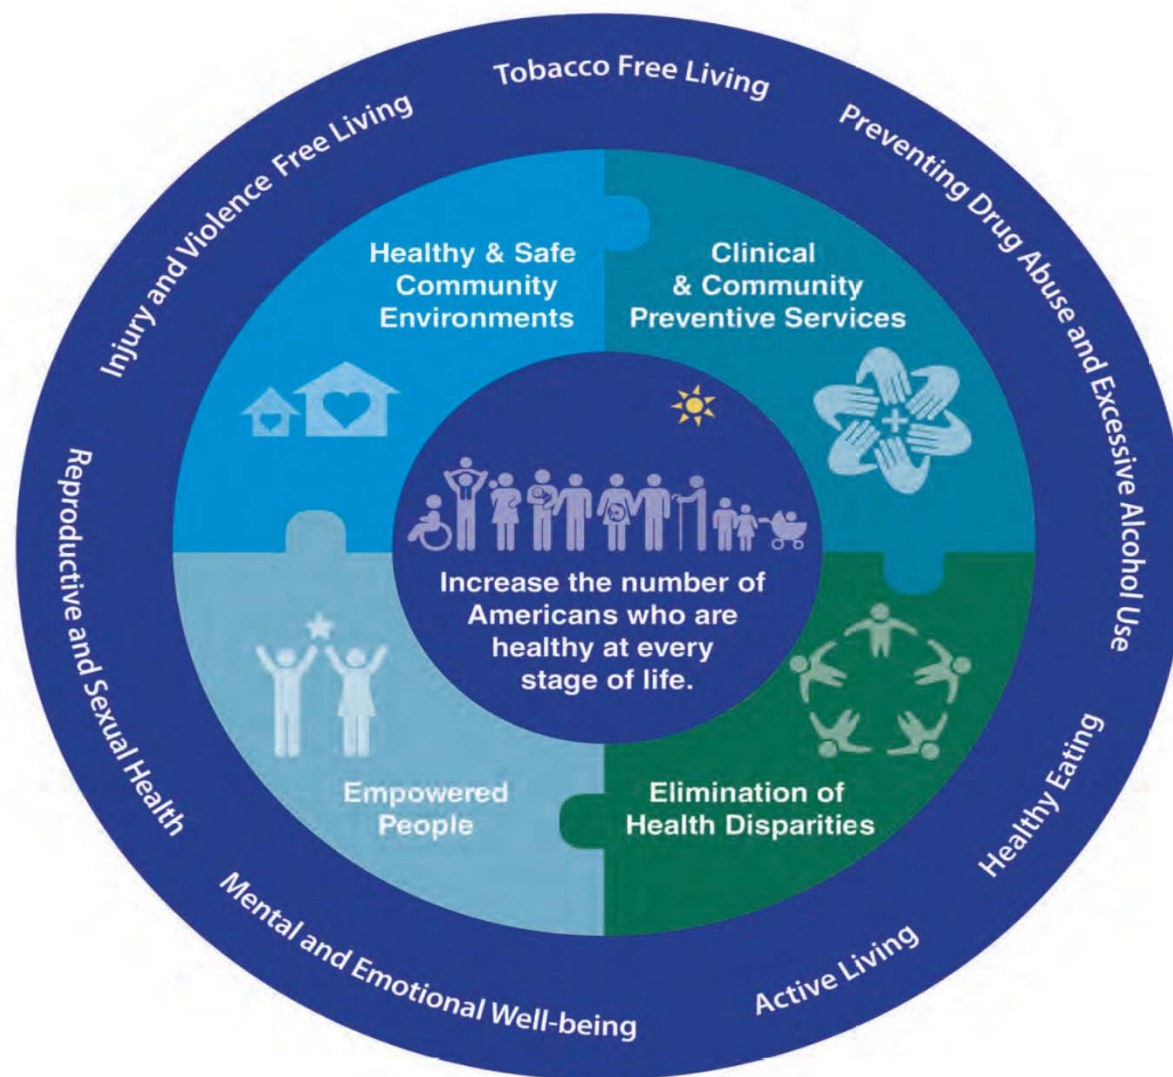 Tobacco Free Living
Preventing Drug Abuse and Excessive Alcohol Use
Healthy Eating
Active Living
Mental and Emotional Well-being
Reproductive and Sexual Health
Injury and Violence Free Living
Healthy & Safe
Community
Environments
Clinical
& Community
Preventive Services
Increase the number of
Americans who are
healthy at every
stage of life.
Empowered
People
Elimination of
Health Disparities